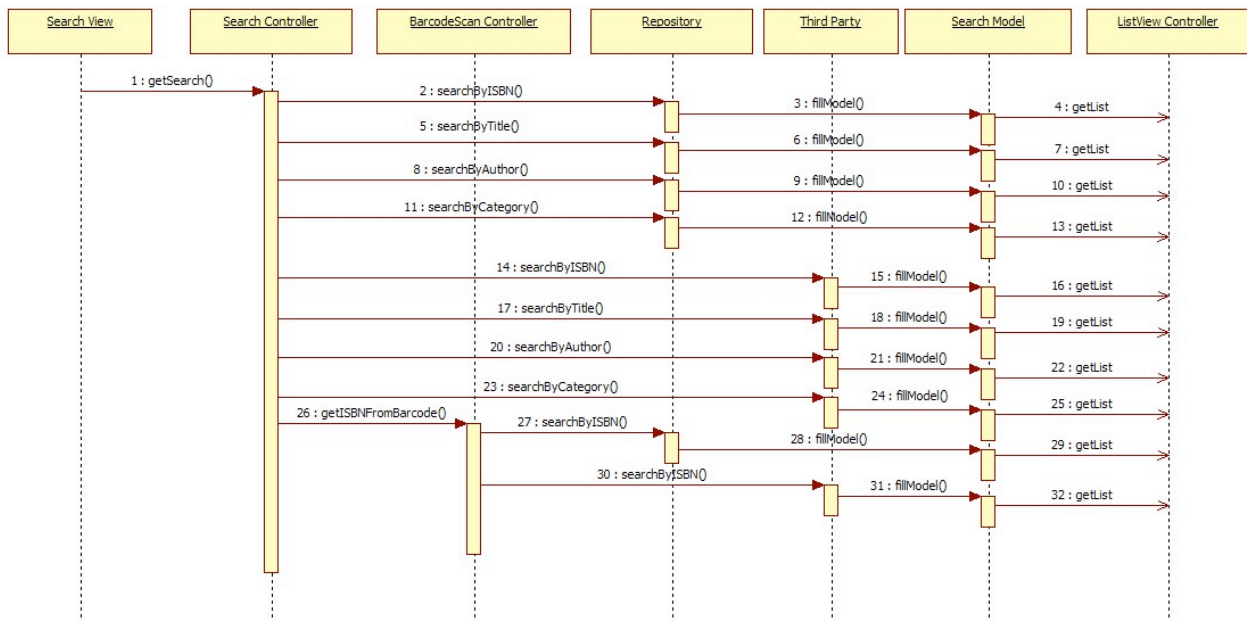 Search View
Search Controller
BarcodeScan Controller
Repository
Third Party
Search Model
ListView Controller
1 : getSearch()
2 : searchByISBN()
3 : fillModel()
4 : getList
5 : searchByTitle()
6 : fillModel()
7 : getList
8 : searchByAuthor()
9 : fillModel()
10 : getList
11 : searchByCategory()
12 : fillModel()
13 : getList
14 : searchByISBN()
15 : fillModel()
16 : getList
17 : searchByTitle()
18 : fillModel()
19 : getList
20 : searchByAuthor()
21 : fillModel()
22 : getList
23 : searchByCategory()
24 : fillModel()
25 : getList
26 : getISBNFromBarcode()
27 : searchByISBN()
28 : fillModel()
29 : getList
30 : searchByISBN()
31 : fillModel()
32 : getList